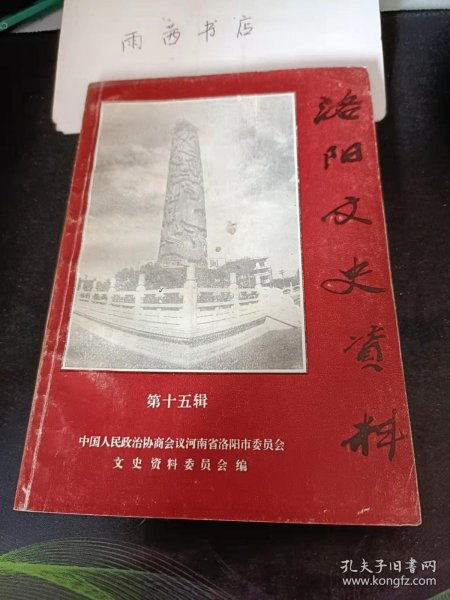 雨茜书店
洛阳文史资料
第十五辑
中国人民政治协商会议河南省洛阳市委员会
文史资料委员会编
孔夫子旧书网
www.kongfz.com